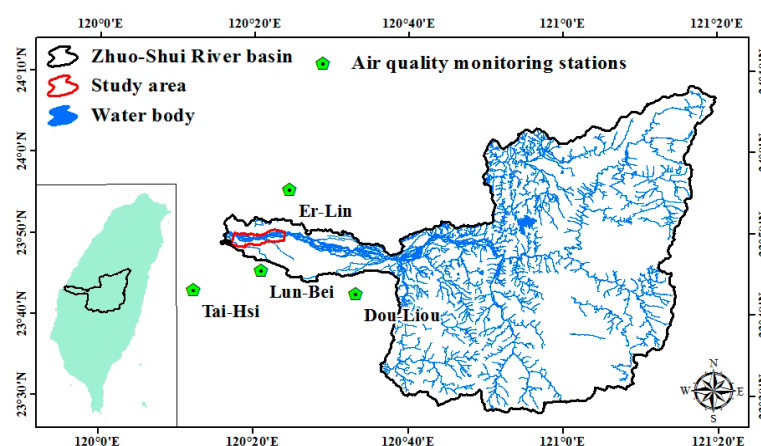 120°0'E 120°20'E 120°40'E 121°0'E 121°20'E
Zhuo-Shui River basin
Air quality monitoring stations
Study area
Water body
24°10'N
24°0'N
23°50'N
23°40'N
23°30'N
Er-Lin
Lun-Bei
Tai-Hsi
Dou-Liou
N
W E
S
120°0'E 120°20'E 120°40'E 121°0'E 121°20'E